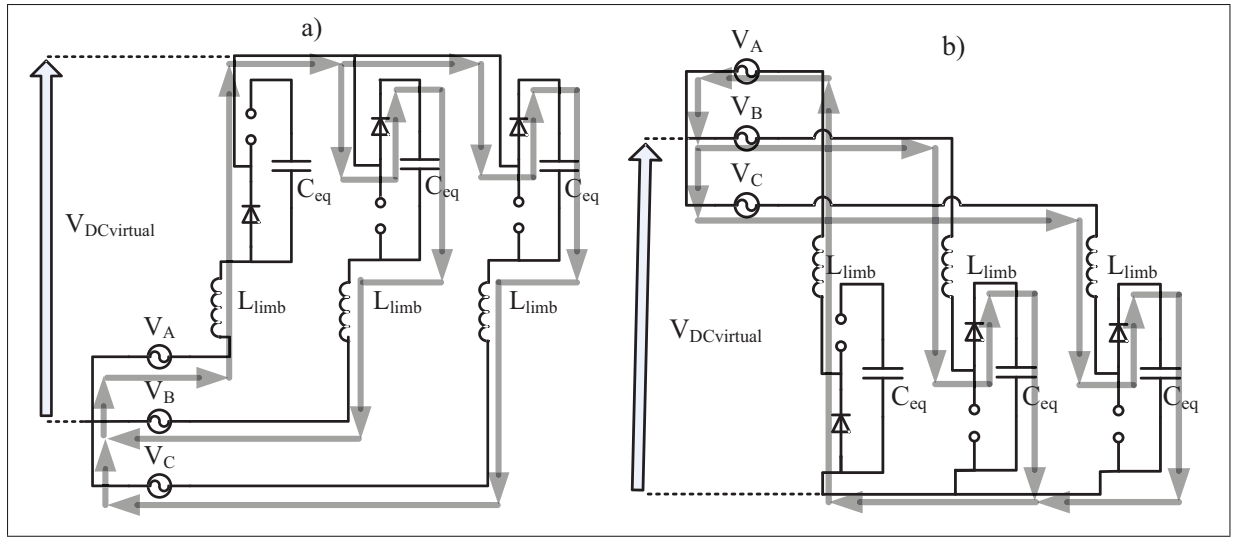 a)
V_DCvirtual
C_eq
C_eq
C_eq
L_limb
L_limb
L_limb
V_A
V_B
V_C
b)
V_A
V_B
V_C
V_DCvirtual
L_limb
L_limb
L_limb
C_eq
C_eq
C_eq